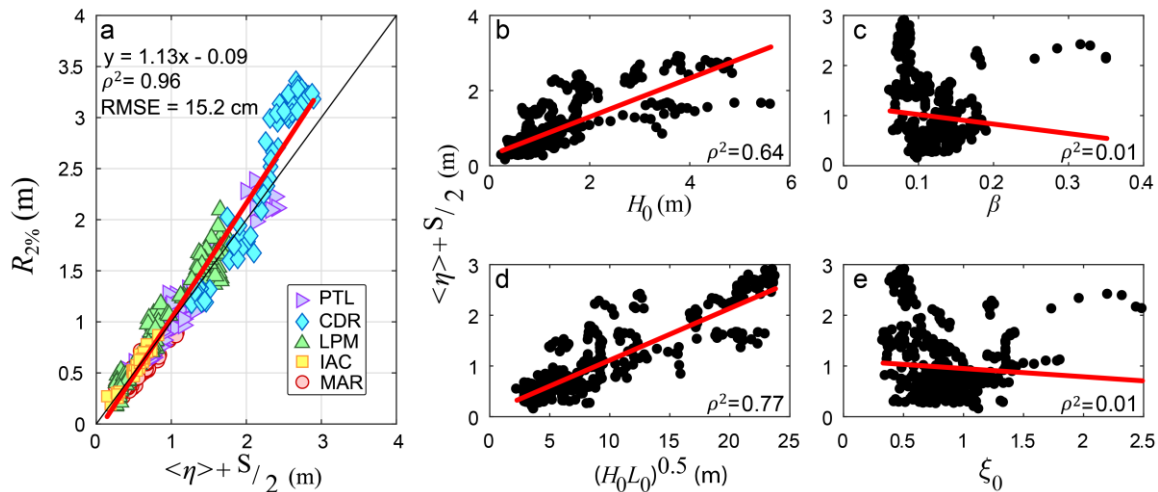 a
y = 1.13x - 0.09
ρ²= 0.96
RMSE = 15.2 cm
R2% (m)
4
3.5
3
2.5
2
1.5
1
0.5
0
PTL
CDR
LPM
IAC
MAR
0 1 2 3 4
<η> + S/2 (m)
<η> + S/2 (m)
b
3
2
1
0
ρ²=0.64
0 2 4 6
H0 (m)
c
3
2
1
0
ρ²=0.01
0 0.1 0.2 0.3 0.4
β
d
3
2
1
0
ρ²=0.77
0 5 10 15 20 25
(H0L0)^0.5 (m)
e
3
2
1
0
ρ²=0.01
0 0.5 1 1.5 2 2.5
ξ0